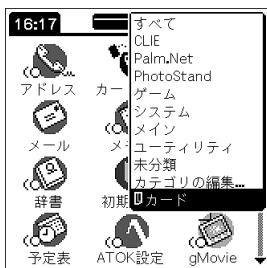 16:17
すべて
CLIE
Palm.Net
PhotoStand
ゲーム
システム
メイン
ユーティリティ
未分類
カテゴリの編集...
カード
アドレス
カー
メール
メ
辞書
初期
予定表
ATOK設定
gMovie